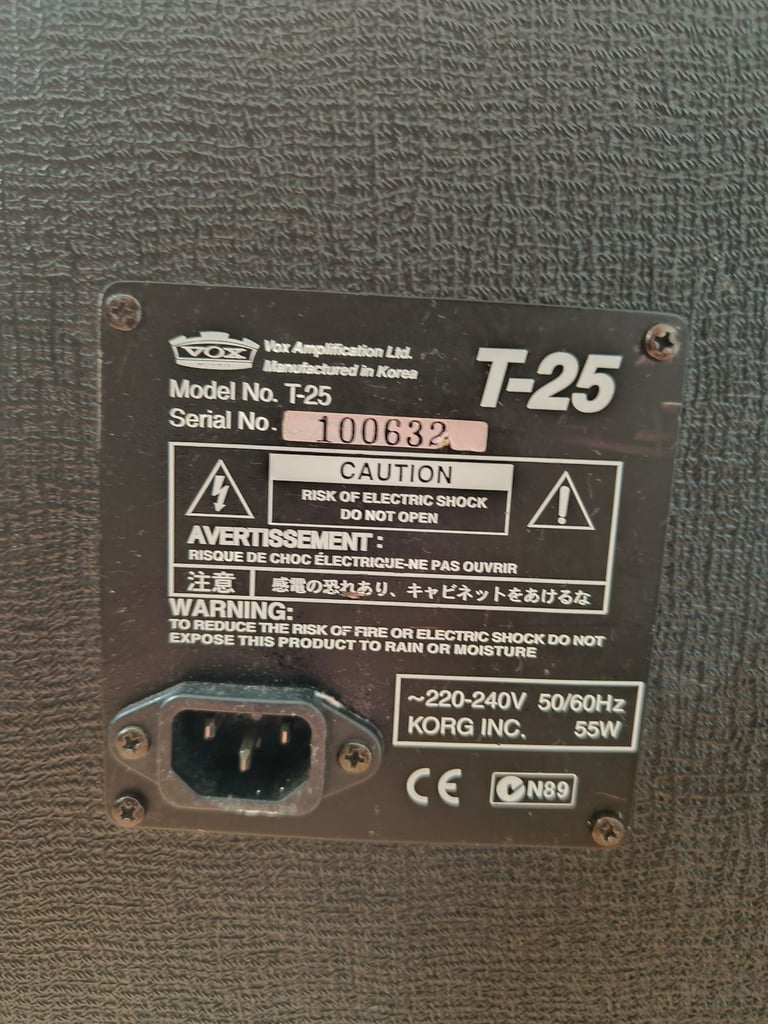 VOX
Vox Amplification Ltd.
Manufactured in Korea
T-25
Model No. T-25
Serial No. 100632
CAUTION
RISK OF ELECTRIC SHOCK
DO NOT OPEN
AVERTISSEMENT :
RISQUE DE CHOC ÉLECTRIQUE-NE PAS OUVRIR
注意 感電の恐れあり、キャビネットをあけるな
WARNING:
TO REDUCE THE RISK OF FIRE OR ELECTRIC SHOCK DO NOT
EXPOSE THIS PRODUCT TO RAIN OR MOISTURE
~220-240V 50/60Hz
KORG INC. 55W
CE
N89